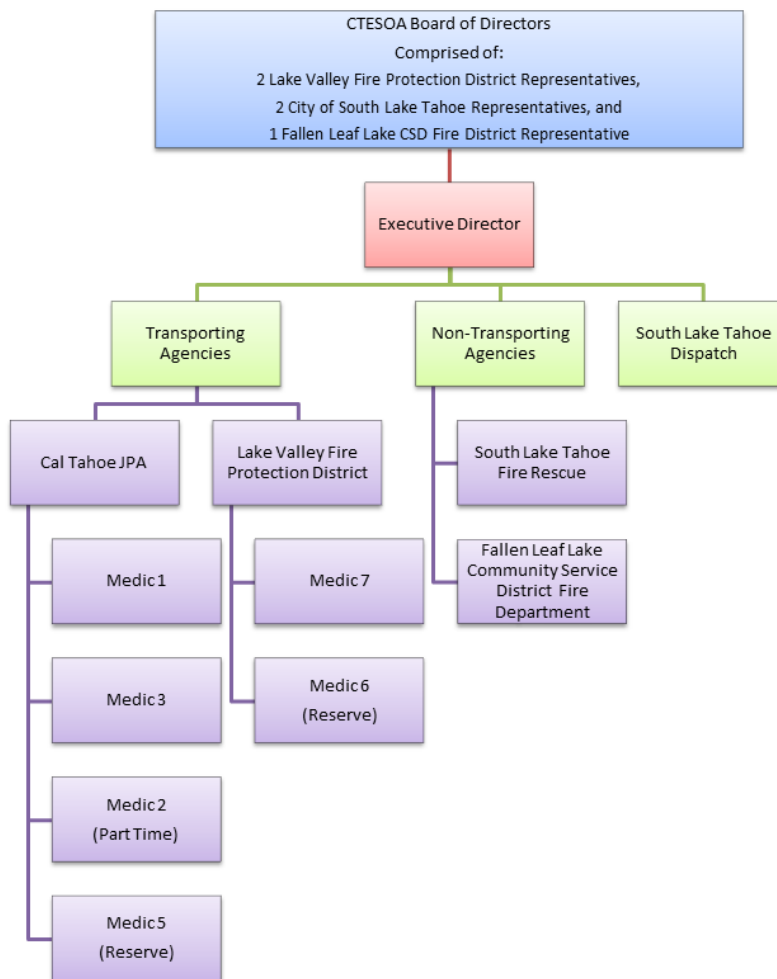 CTESOA Board of Directors
Comprised of:
2 Lake Valley Fire Protection District Representatives,
2 City of South Lake Tahoe Representatives, and
1 Fallen Leaf Lake CSD Fire District Representative
Executive Director
Transporting
Agencies
Non-Transporting
Agencies
South Lake Tahoe
Dispatch
Cal Tahoe JPA
Lake Valley Fire
Protection District
South Lake Tahoe
Fire Rescue
Medic 1
Medic 7
Fallen Leaf Lake
Community Service
District Fire
Department
Medic 3
Medic 6
(Reserve)
Medic 2
(Part Time)
Medic 5
(Reserve)